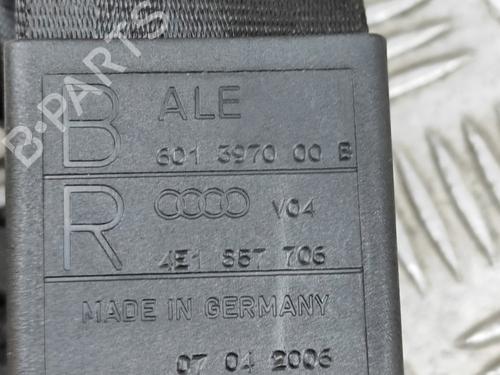 B-PARTS
B ALE
601 3970 00 B
R V04
4E1 857 706
MADE IN GERMANY
07 04 2006